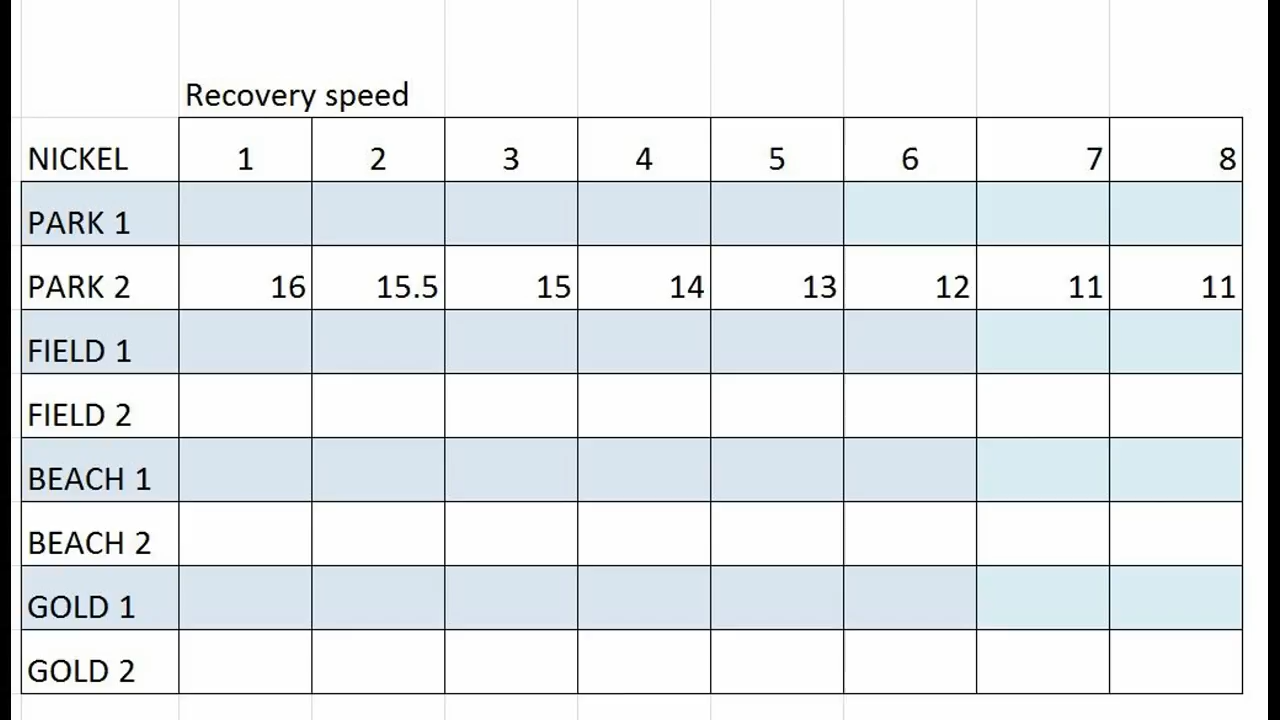 Recovery speed
NICKEL 1 2 3 4 5 6 7 8
PARK 1
PARK 2 16 15.5 15 14 13 12 11 11
FIELD 1
FIELD 2
BEACH 1
BEACH 2
GOLD 1
GOLD 2